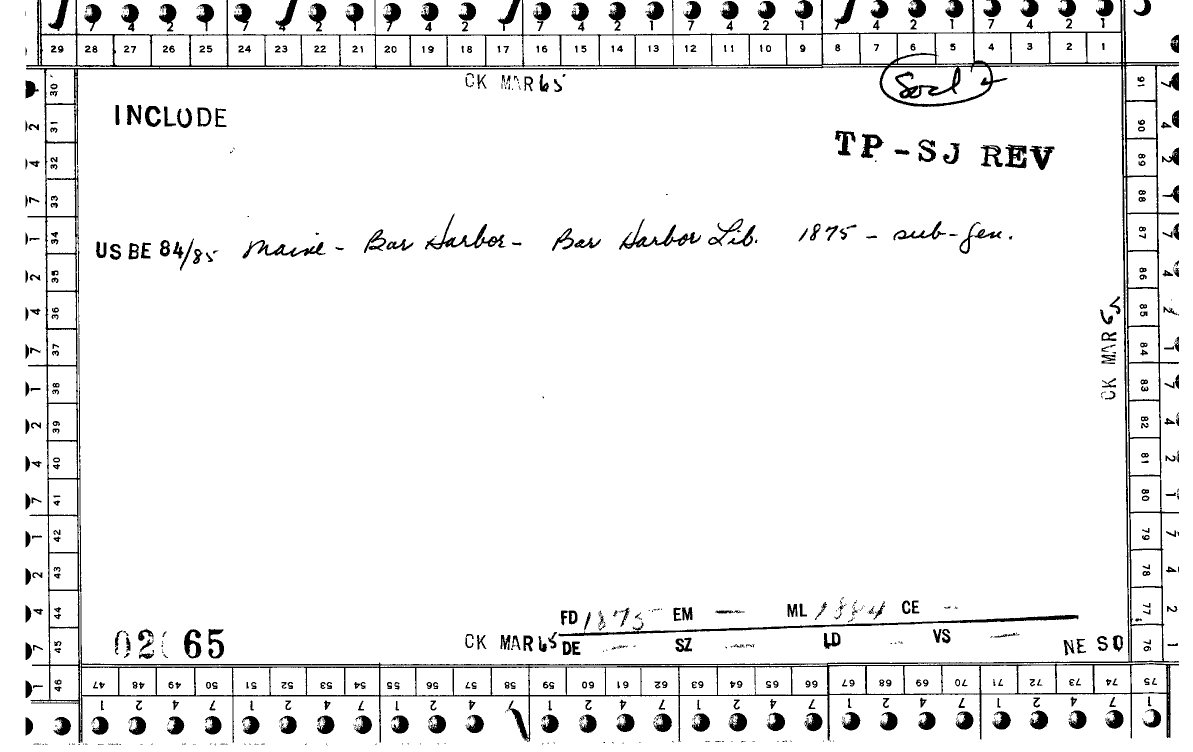 7 4 2 1 7 4 2 1 7 4 2 1 7 4 2 1 7 4 2 1 7 4 2 1 7 4 2 1
29 28 27 26 25 24 23 22 21 20 19 18 17 16 15 14 13 12 11 10 9 8 7 6 5 4 3 2 1
CK MAR 65
INCLUDE
TP-SJ REV
US BE 84/85 Maine - Bar Harbor - Bar Harbor Lib. 1875 - sub-gen.
CK MAR 65
FD 1875 EM — ML 1884 CE --
02 65
CK MAR 65 DE — SZ — LD — VS —
NE SO
30 31 32 33 34 35 36 37 38 39 40 41 42 43 44 45 46
91 90 89 88 87 86 85 84 83 82 81 80 79 78 77 76 75
47 48 49 50 51 52 53 54 55 56 57 58 59 60 61 62 63 64 65 66 67 68 69 70 71 72 73 74 75
1 2 4 7 1 2 4 7 1 2 4 7 1 2 4 7 1 2 4 7 1 2 4 7 1 2 4 7 1